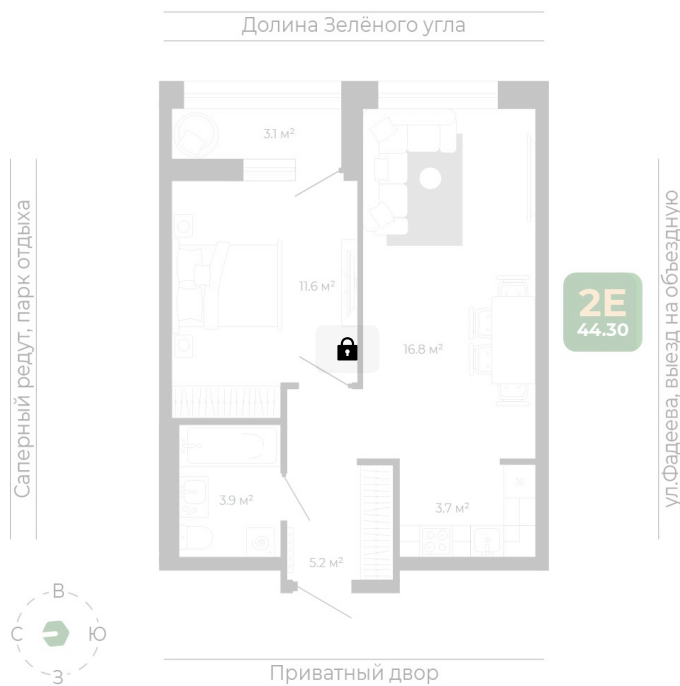 Долина Зелёного угла
3.1 м²
Саперный редут, парк отдыха
11.6 м²
2Е
44.30
ул.Фадеева, выезд на объездную
16.8 м²
3.9 м²
3.7 м²
5.2 м²
В
С
Ю
З
Приватный двор